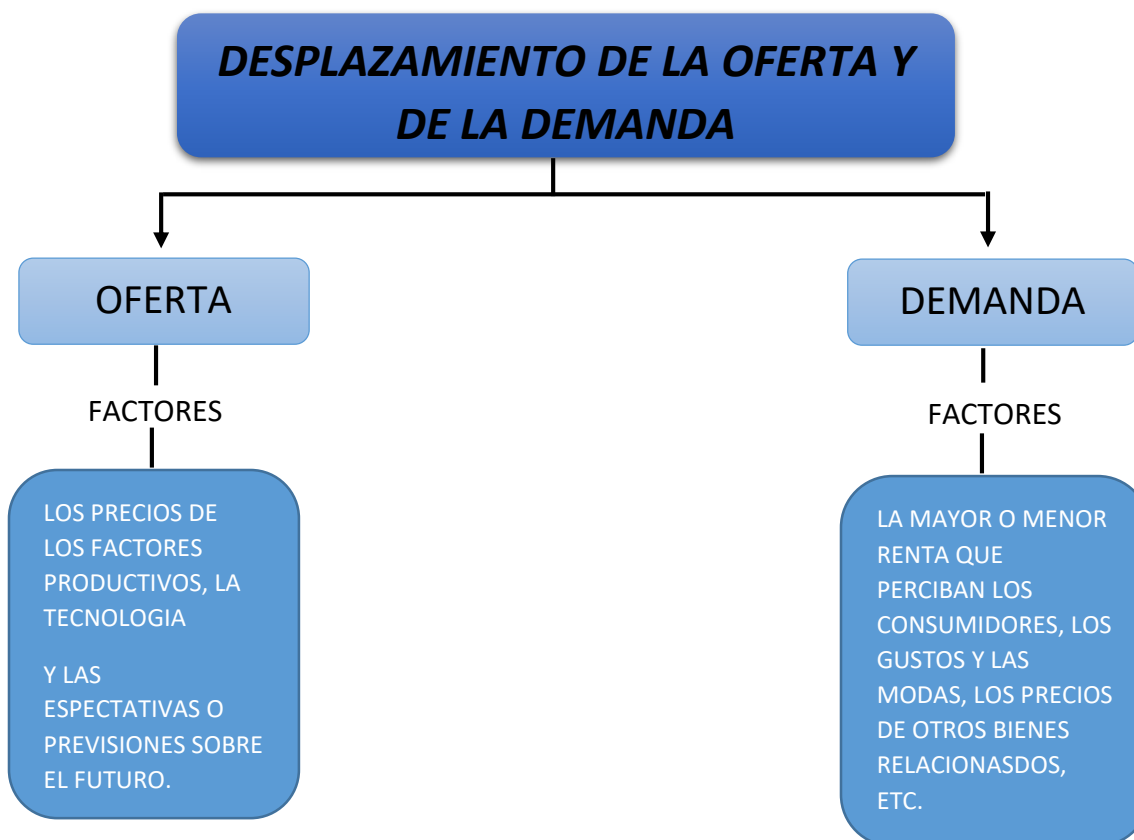 DESPLAZAMIENTO DE LA OFERTA Y
DE LA DEMANDA
OFERTA
DEMANDA
FACTORES
FACTORES
LOS PRECIOS DE
LOS FACTORES
PRODUCTIVOS, LA
TECNOLOGIA
Y LAS
ESPECTATIVAS O
PREVISIONES SOBRE
EL FUTURO.
LA MAYOR O MENOR
RENTA QUE
PERCIBAN LOS
CONSUMIDORES, LOS
GUSTOS Y LAS
MODAS, LOS PRECIOS
DE OTROS BIENES
RELACIONASDOS,
ETC.